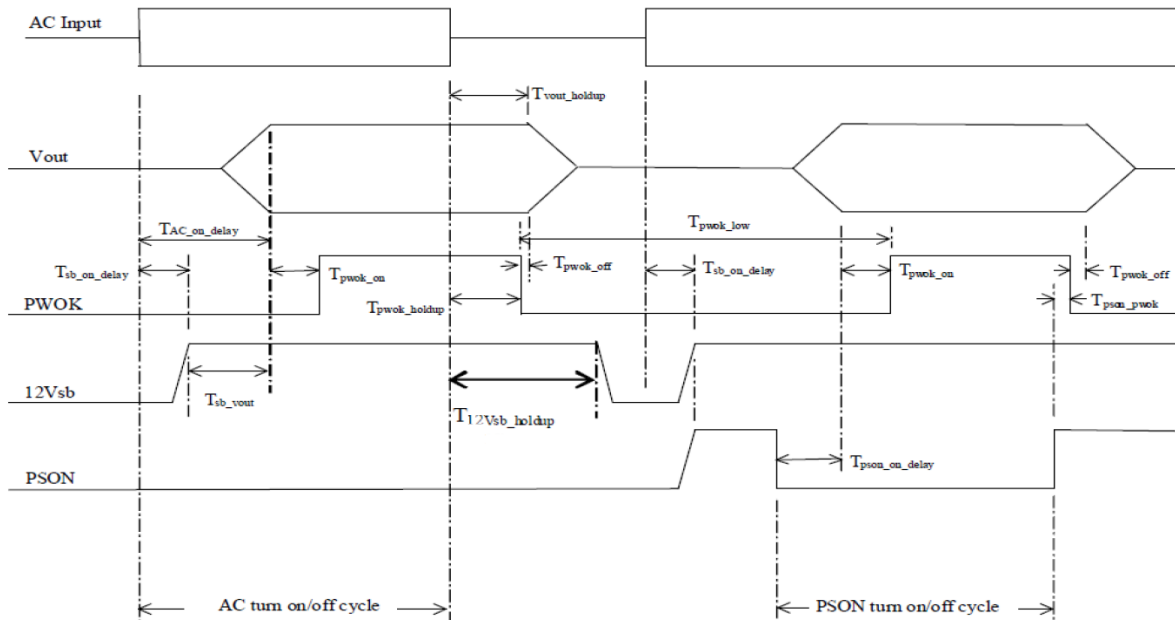 AC Input
Tvout_holdup
Vout
Tpwok_low
TAC_on_delay
Tsb_on_delay
Tpwok_on
Tpwok_off
Tsb_on_delay
Tpwok_on
Tpwok_off
PWOK
Tpwok_holdup
Tpson_pwok
12Vsb
Tsb_vout
T12Vsb_holdup
Tpson_on_delay
PSON
AC turn on/off cycle
PSON turn on/off cycle